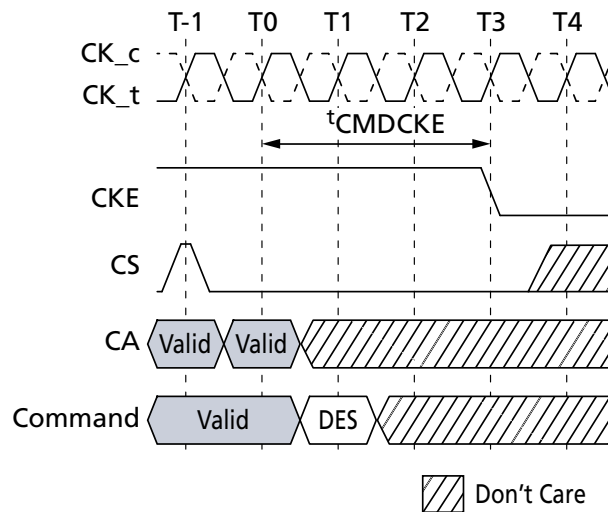 T-1 T0 T1 T2 T3 T4
CK_c
CK_t
tCMDCKE
CKE
CS
CA Valid Valid
Command Valid DES
Don't Care